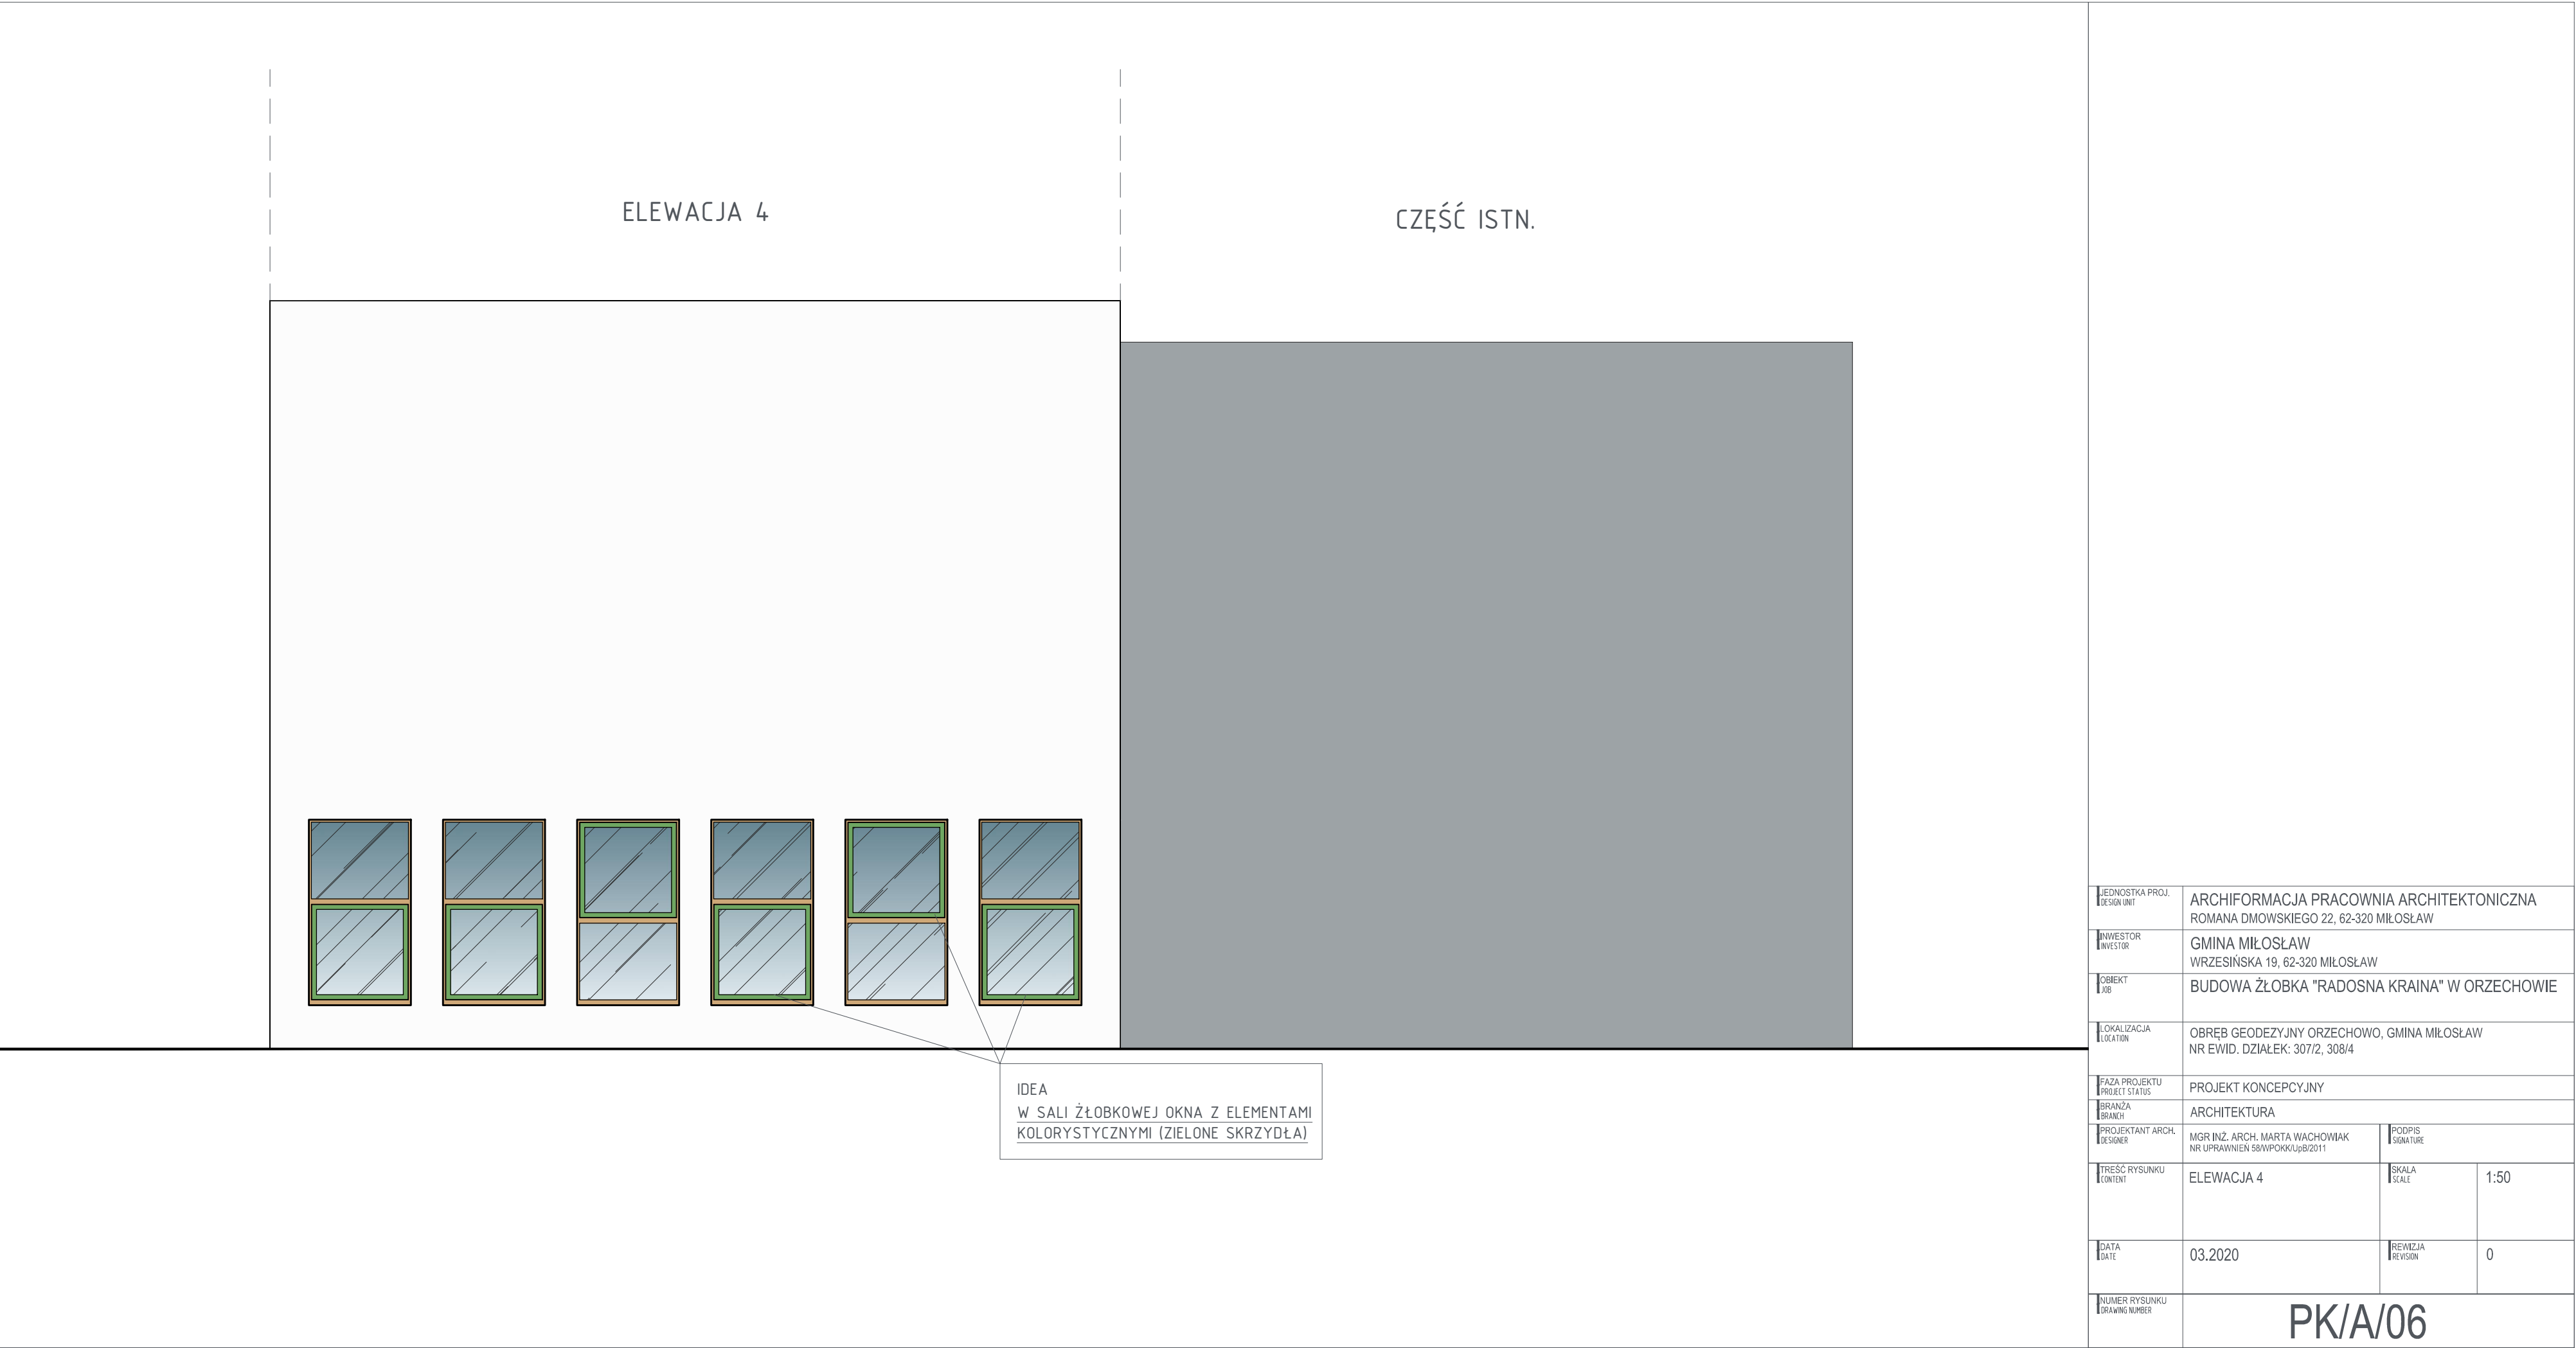 ELEWACJA 4
CZĘŚĆ ISTN.
IDEA
W SALI ŻŁOBKOWEJ OKNA Z ELEMENTAMI
KOLORYSTYCZNYMI (ZIELONE SKRZYDŁA)
JEDNOSTKA PROJ.
DESIGN UNIT
ARCHIFORMACJA PRACOWNIA ARCHITEKTONICZNA
ROMANA DMOWSKIEGO 22, 62-320 MIŁOSŁAW
INWESTOR
INVESTOR
GMINA MIŁOSŁAW
WRZESIŃSKA 19, 62-320 MIŁOSŁAW
OBIEKT
JOB
BUDOWA ŻŁOBKA "RADOSNA KRAINA" W ORZECHOWIE
LOKALIZACJA
LOCATION
OBRĘB GEODEZYJNY ORZECHOWO, GMINA MIŁOSŁAW
NR EWID. DZIAŁEK: 307/2, 308/4
FAZA PROJEKTU
PROJECT STATUS
PROJEKT KONCEPCYJNY
BRANŻA
BRANCH
ARCHITEKTURA
PROJEKTANT ARCH.
DESIGNER
MGR INŻ. ARCH. MARTA WACHOWIAK
NR UPRAWNIEŃ 58/WPOKK/UpB/2011
PODPIS
SIGNATURE
TREŚĆ RYSUNKU
CONTENT
ELEWACJA 4
SKALA
SCALE
1:50
DATA
DATE
03.2020
REWIZJA
REVISION
0
NUMER RYSUNKU
DRAWING NUMBER
PK/A/06